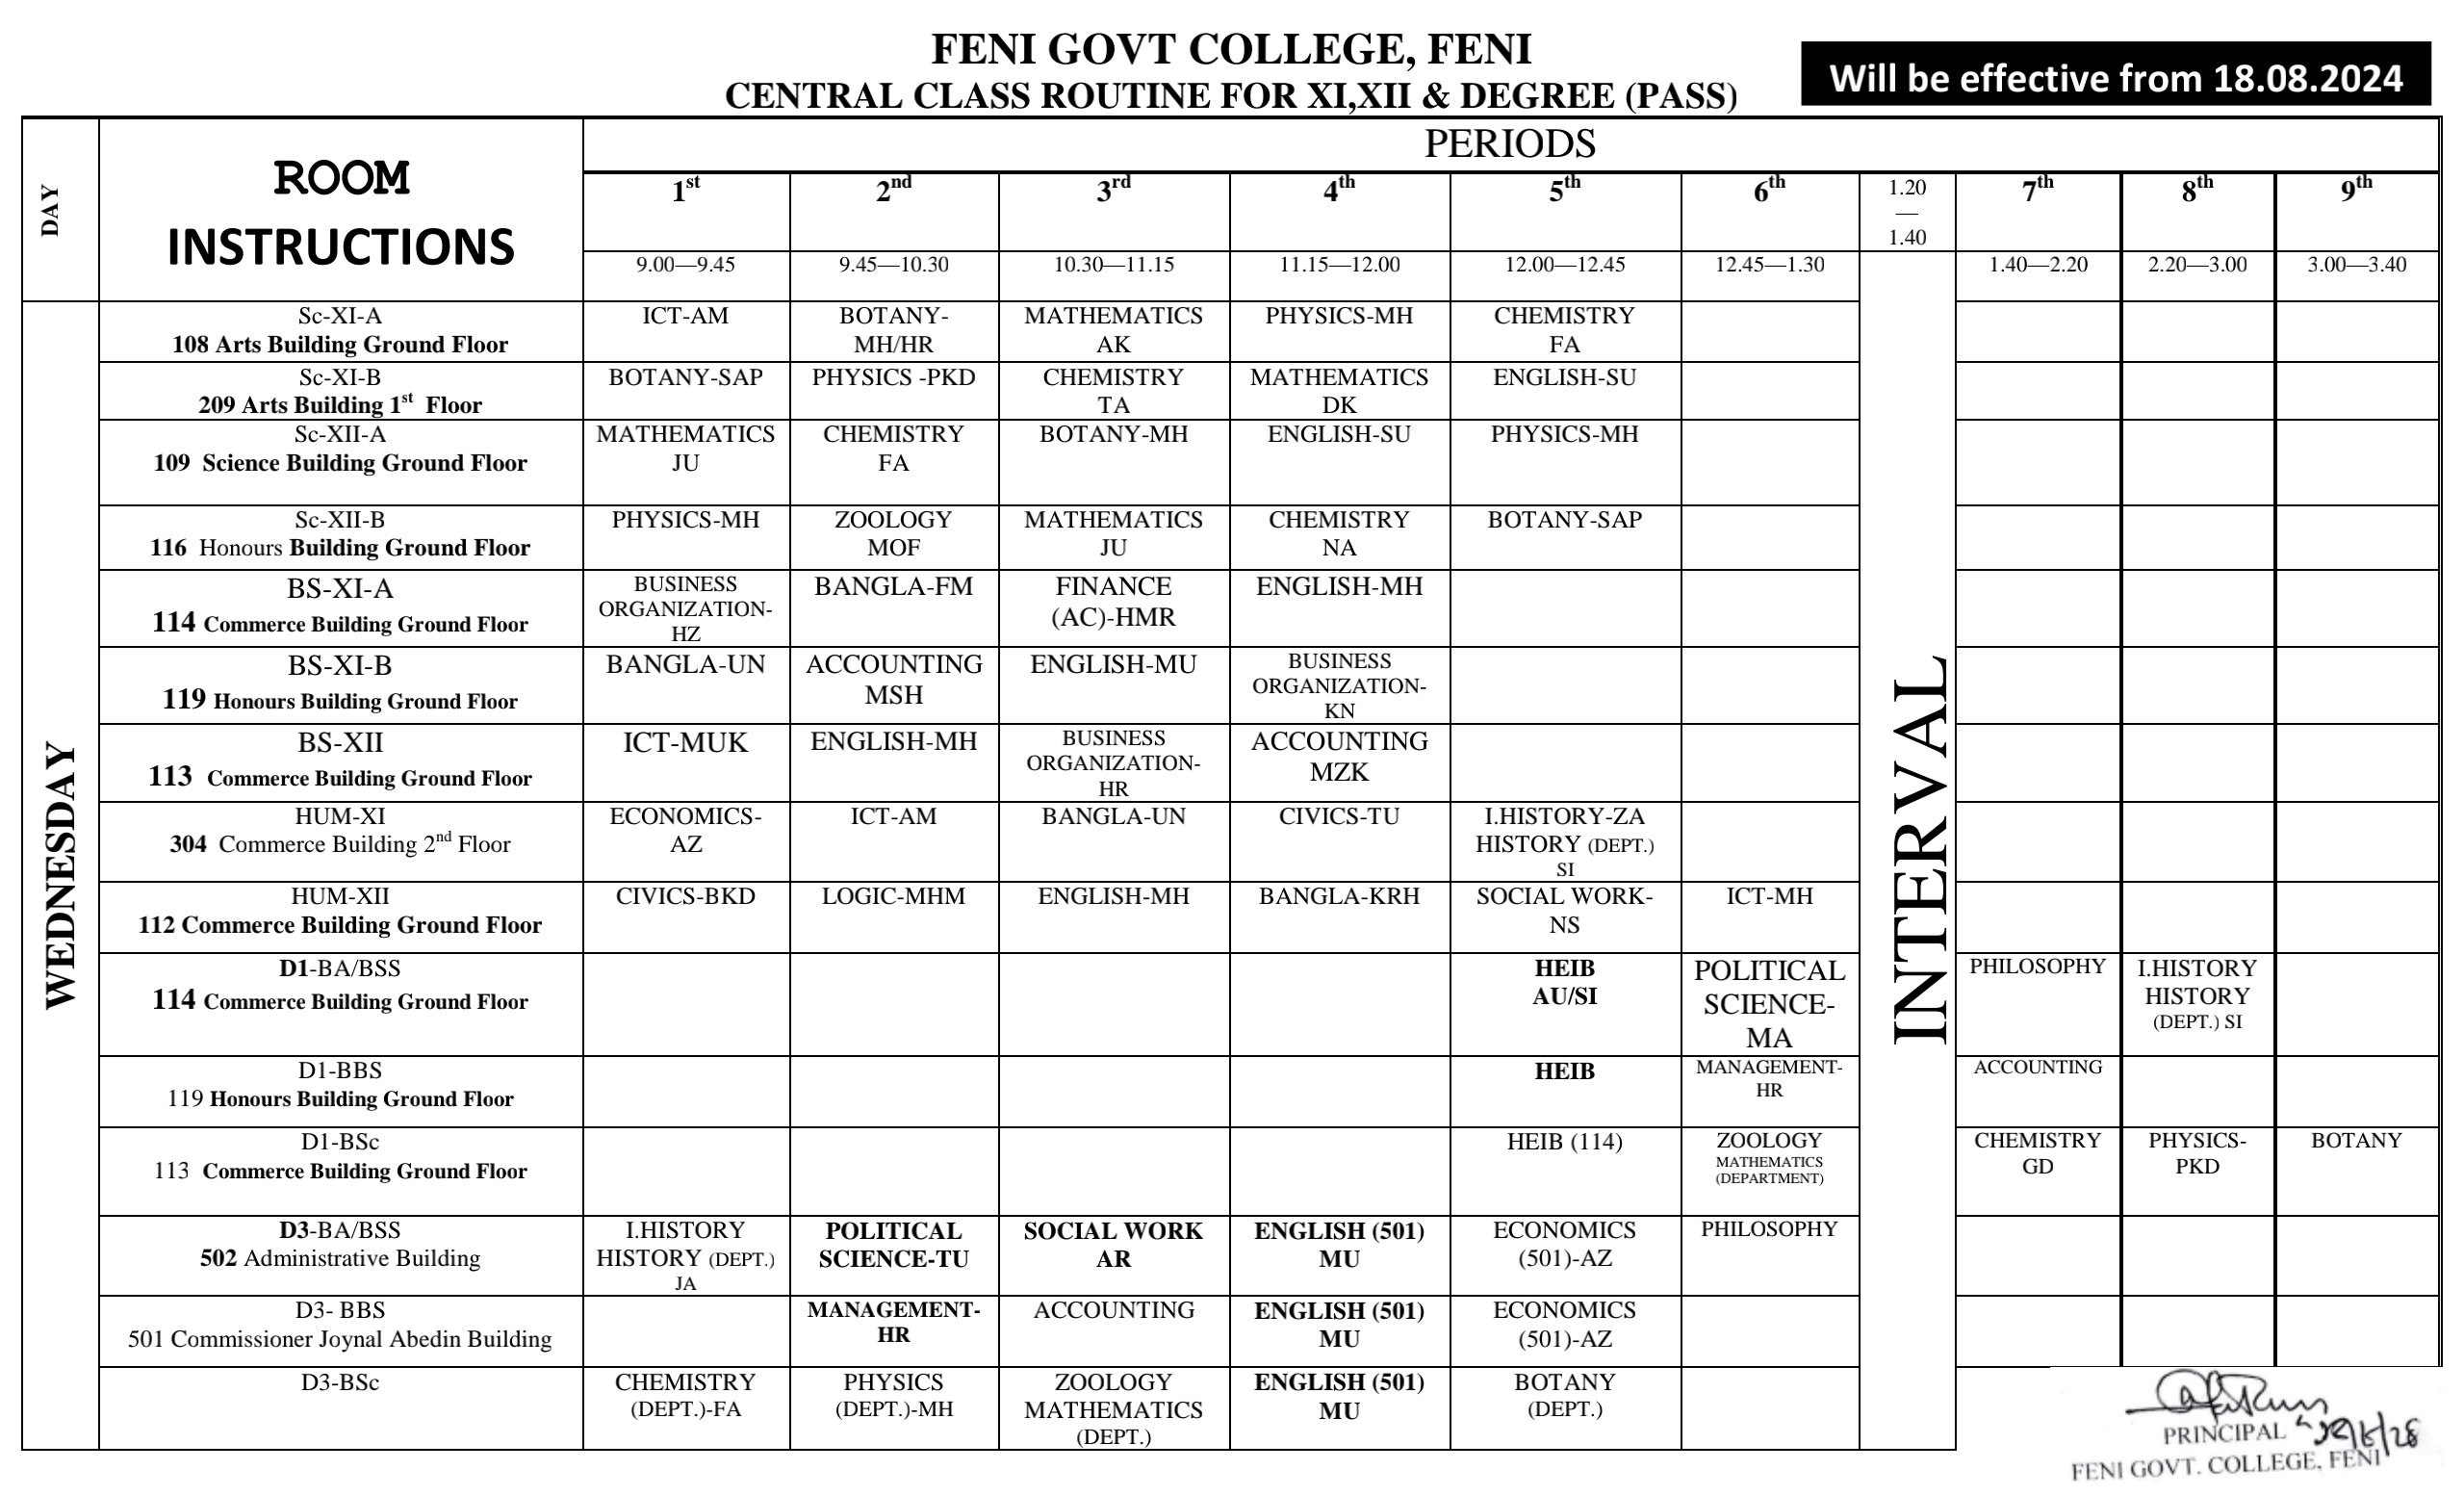 FENI GOVT COLLEGE, FENI
CENTRAL CLASS ROUTINE FOR XI,XII & DEGREE (PASS)
Will be effective from 18.08.2024
DAY
ROOM
INSTRUCTIONS
PERIODS
1st 2nd 3rd 4th 5th 6th 1.20 — 1.40 7th 8th 9th
9.00—9.45 9.45—10.30 10.30—11.15 11.15—12.00 12.00—12.45 12.45—1.30 1.40—2.20 2.20—3.00 3.00—3.40
WEDNESDAY
INTERVAL
Sc-XI-A ICT-AM BOTANY- MATHEMATICS PHYSICS-MH CHEMISTRY
108 Arts Building Ground Floor MH/HR AK FA
Sc-XI-B BOTANY-SAP PHYSICS -PKD CHEMISTRY MATHEMATICS ENGLISH-SU
209 Arts Building 1st Floor TA DK
Sc-XII-A MATHEMATICS CHEMISTRY BOTANY-MH ENGLISH-SU PHYSICS-MH
109 Science Building Ground Floor JU FA
Sc-XII-B PHYSICS-MH ZOOLOGY MATHEMATICS CHEMISTRY BOTANY-SAP
116 Honours Building Ground Floor MOF JU NA
BS-XI-A BUSINESS BANGLA-FM FINANCE ENGLISH-MH
114 Commerce Building Ground Floor ORGANIZATION- (AC)-HMR
HZ
BS-XI-B BANGLA-UN ACCOUNTING ENGLISH-MU BUSINESS
119 Honours Building Ground Floor MSH ORGANIZATION-
KN
BS-XII ICT-MUK ENGLISH-MH BUSINESS ACCOUNTING
113 Commerce Building Ground Floor ORGANIZATION- MZK
HR
HUM-XI ECONOMICS- ICT-AM BANGLA-UN CIVICS-TU I.HISTORY-ZA
304 Commerce Building 2nd Floor AZ HISTORY (DEPT.)
SI
HUM-XII CIVICS-BKD LOGIC-MHM ENGLISH-MH BANGLA-KRH SOCIAL WORK- ICT-MH
112 Commerce Building Ground Floor NS
D1-BA/BSS HEIB POLITICAL PHILOSOPHY I.HISTORY
114 Commerce Building Ground Floor AU/SI SCIENCE- HISTORY
MA (DEPT.) SI
D1-BBS HEIB MANAGEMENT- ACCOUNTING
119 Honours Building Ground Floor HR
D1-BSc HEIB (114) ZOOLOGY CHEMISTRY PHYSICS- BOTANY
113 Commerce Building Ground Floor MATHEMATICS GD PKD
(DEPARTMENT)
D3-BA/BSS I.HISTORY POLITICAL SOCIAL WORK ENGLISH (501) ECONOMICS PHILOSOPHY
502 Administrative Building HISTORY (DEPT.) SCIENCE-TU AR MU (501)-AZ
JA
D3- BBS MANAGEMENT- ACCOUNTING ENGLISH (501) ECONOMICS
501 Commissioner Joynal Abedin Building HR MU (501)-AZ
D3-BSc CHEMISTRY PHYSICS ZOOLOGY ENGLISH (501) BOTANY
(DEPT.)-FA (DEPT.)-MH MATHEMATICS MU (DEPT.)
(DEPT.)
PRINCIPAL
FENI GOVT. COLLEGE, FENI